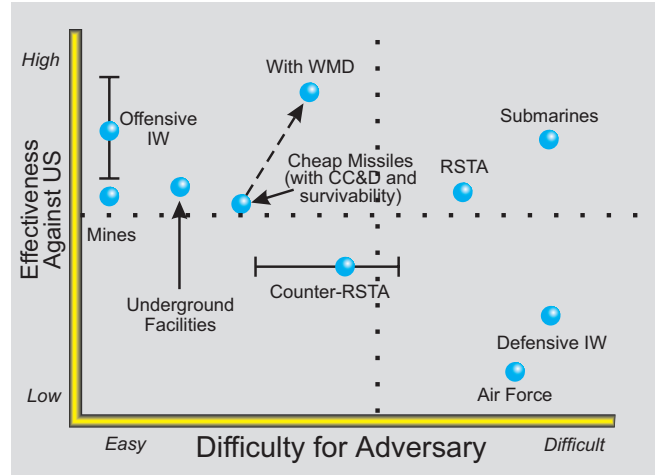 High
With WMD
Offensive
IW
Submarines
Cheap Missiles
(with CC&D and
survivability)
RSTA
Effectiveness
Against US
Mines
Underground
Facilities
Counter-RSTA
Defensive IW
Air Force
Low
Easy
Difficulty for Adversary
Difficult